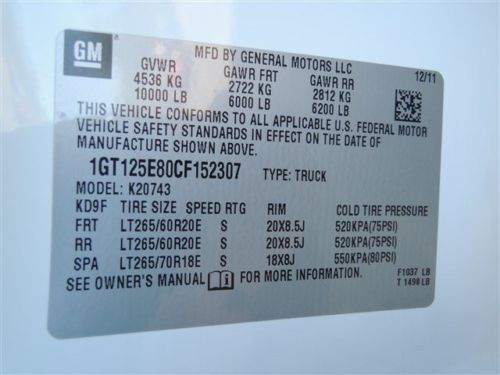 GM
MFD BY GENERAL MOTORS LLC
GVWR GAWR FRT GAWR RR 12/11
4536 KG 2722 KG 2812 KG
10000 LB 6000 LB 6200 LB
THIS VEHICLE CONFORMS TO ALL APPLICABLE U.S. FEDERAL MOTOR
VEHICLE SAFETY STANDARDS IN EFFECT ON THE DATE OF
MANUFACTURE SHOWN ABOVE.
1GT125E80CF152307 TYPE: TRUCK
MODEL: K20743
KD9F TIRE SIZE SPEED RTG RIM COLD TIRE PRESSURE
FRT LT265/60R20E S 20X8.5J 520KPA(75PSI)
RR LT265/60R20E S 20X8.5J 520KPA(75PSI)
SPA LT265/70R18E S 18X8J 550KPA(80PSI)
SEE OWNER'S MANUAL FOR MORE INFORMATION.
F1037 LB
T 1498 LB